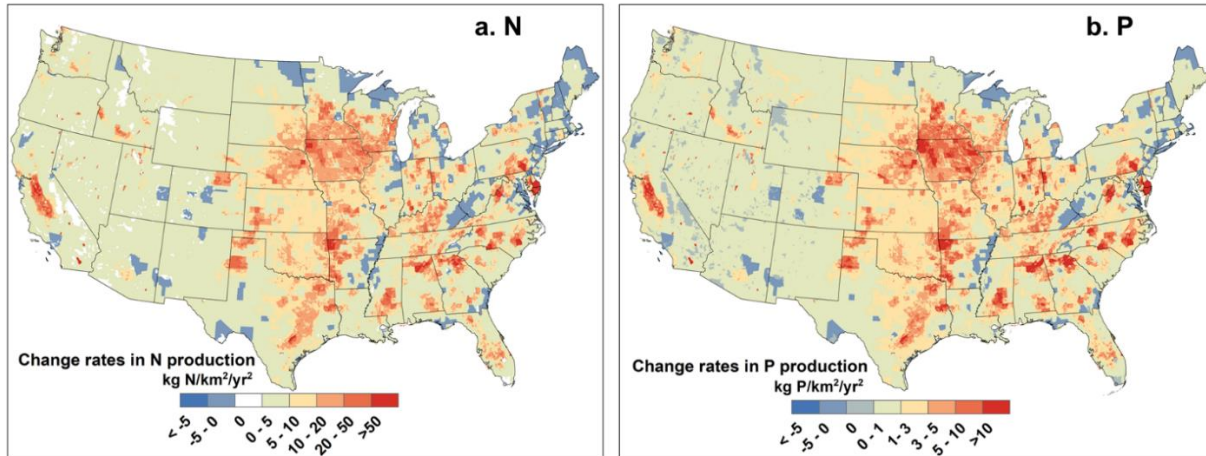 a. N
Change rates in N production
kg N/km²/yr²
< -5
-5 - 0
0
0 - 5
5 - 10
10 - 20
20 - 50
>50
b. P
Change rates in P production
kg P/km²/yr²
< -5
-5 - 0
0
0 - 1
1-3
3 - 5
5 - 10
>10